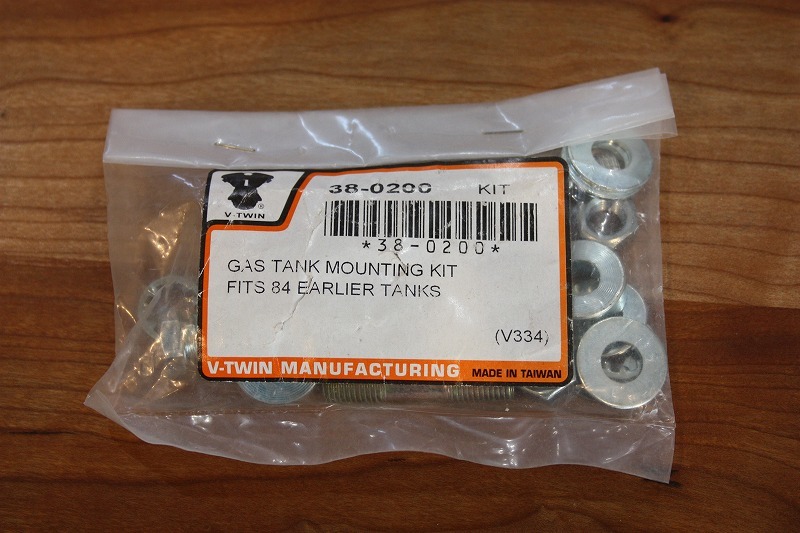 V-TWIN
®
38-0200 KIT
*38-0200*
GAS TANK MOUNTING KIT
FITS 84 EARLIER TANKS
(V334)
V-TWIN MANUFACTURING MADE IN TAIWAN